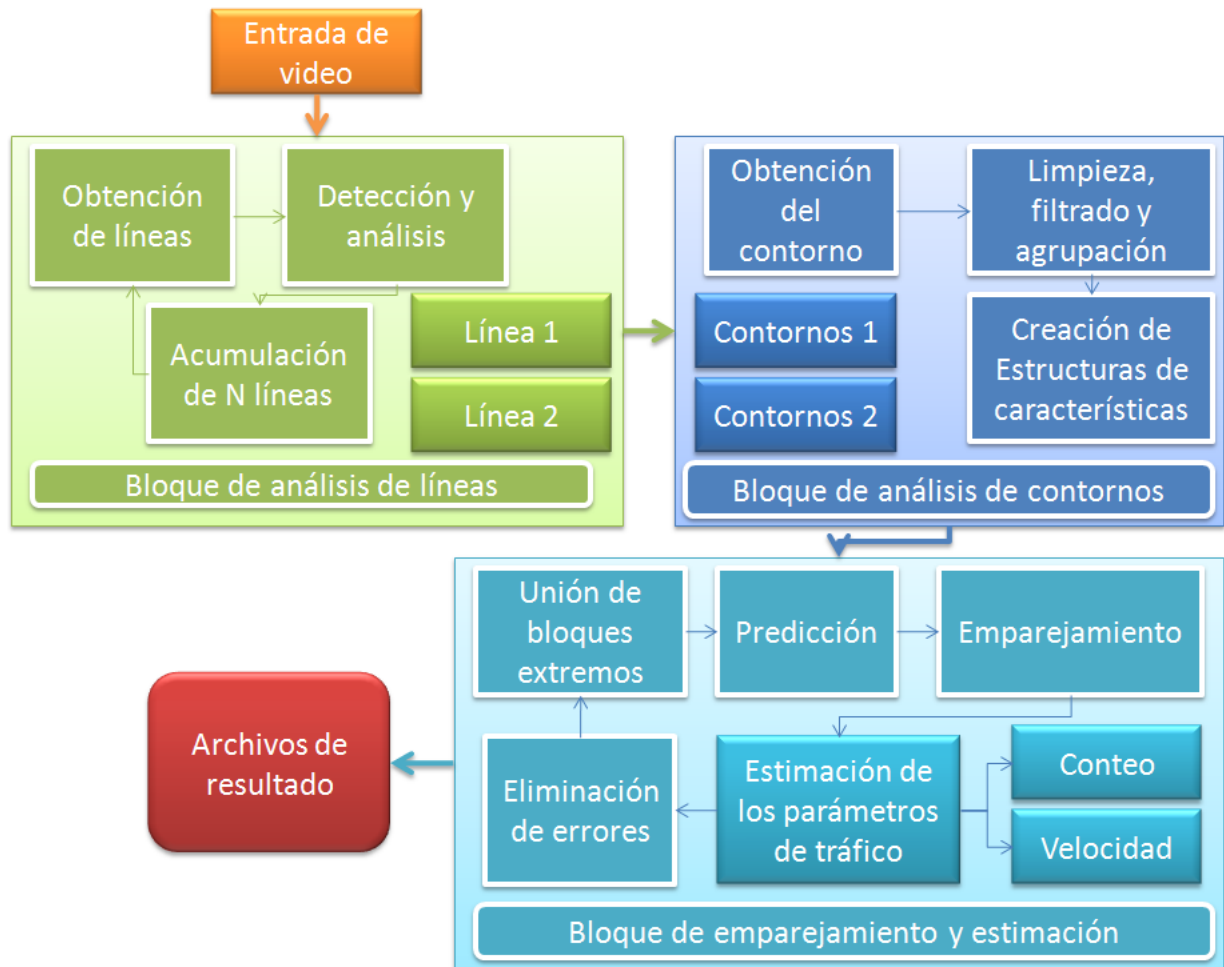 Entrada de
video
Obtención
de líneas
Detección y
análisis
Acumulación
de N líneas
Línea 1
Línea 2
Bloque de análisis de líneas
Obtención
del
contorno
Limpieza,
filtrado y
agrupación
Contornos 1
Contornos 2
Creación de
Estructuras de
características
Bloque de análisis de contornos
Unión de
bloques
extremos
Predicción
Emparejamiento
Archivos de
resultado
Eliminación
de errores
Estimación de
los parámetros
de tráfico
Conteo
Velocidad
Bloque de emparejamiento y estimación